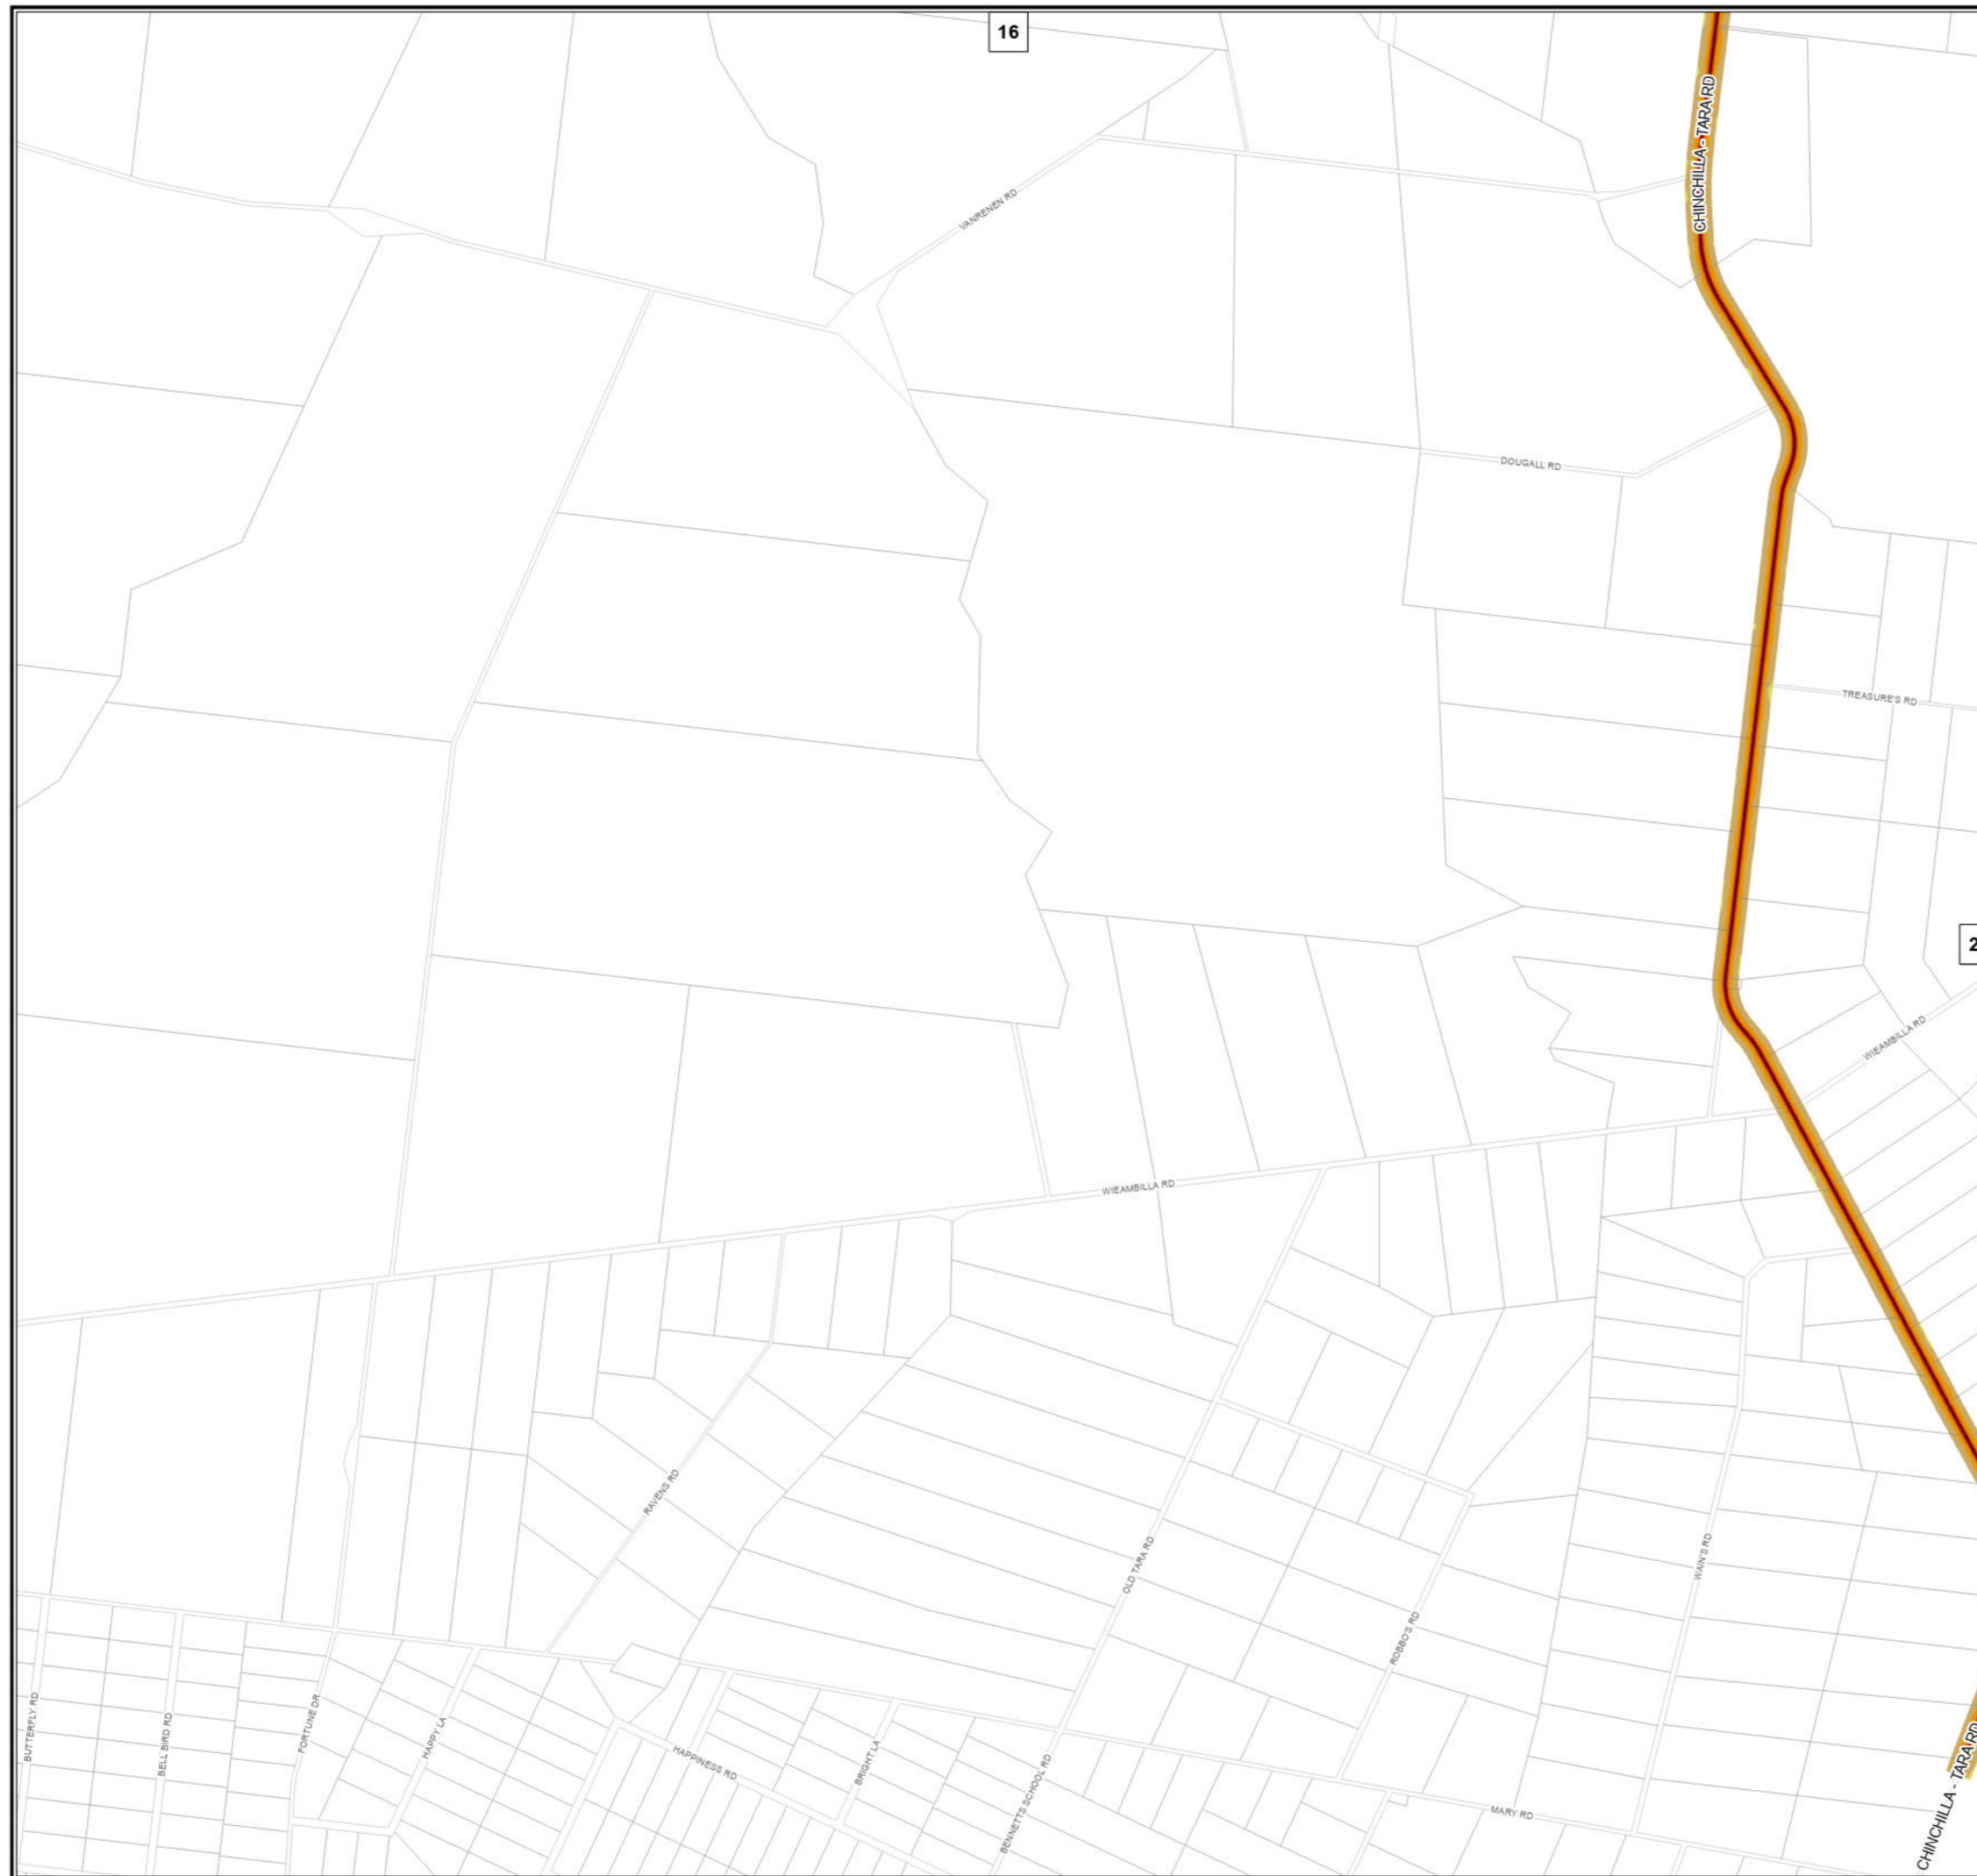 16
CHINCHILLA - TARA RD
VANRENEN RD
DOUGALL RD
TREASURE'S RD
2
WIEAMBILLA RD
WIEAMBILLA RD
RAVENS RD
OLD TARA RD
WAIN'S RD
ROBBO'S RD
BUTTERFLY RD
BELL BIRD RD
FORTUNE DR
HAPPY LA
HAPPINESS RD
BRIGHT LA
BENNETTS SCHOOL RD
MARY RD
CHINCHILLA - TARA RD